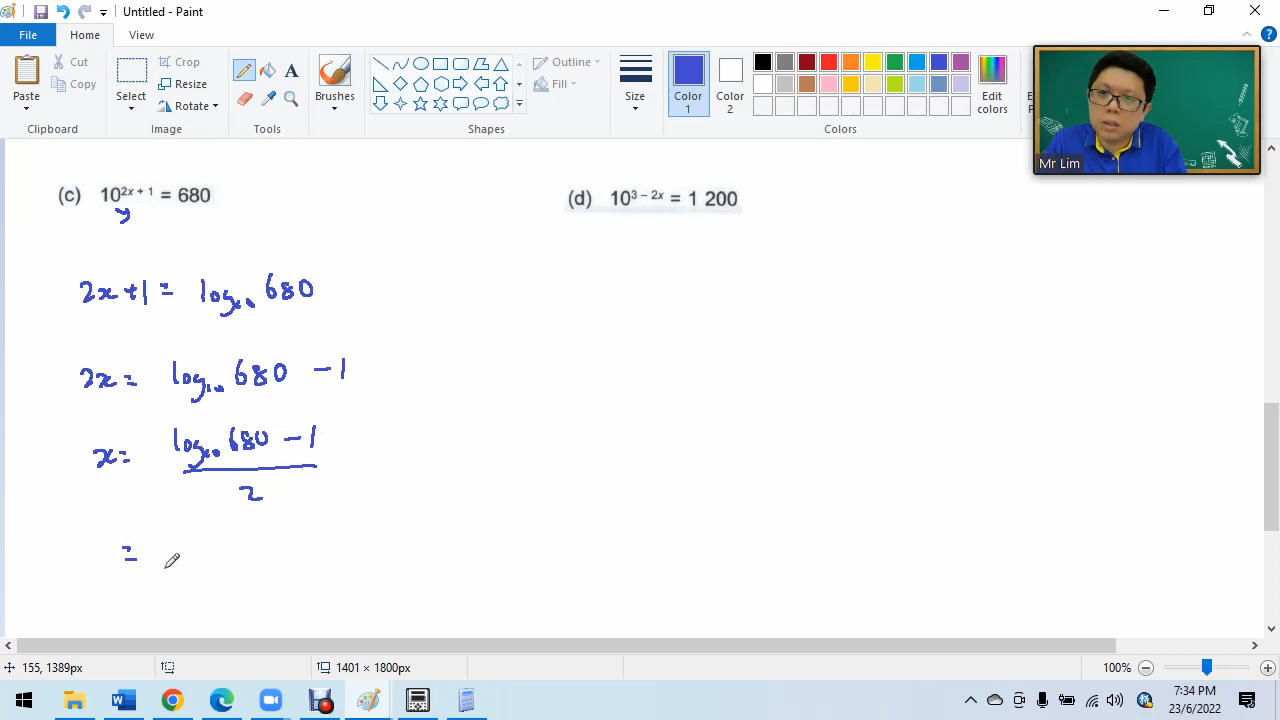 Untitled - Paint
File Home View
Paste
Cut
Copy
Clipboard
Select
Crop
Resize
Rotate
Image
Tools
Brushes
Shapes
Outline
Fill
Size
Color 1
Color 2
Colors
Edit colors
Mr Lim
(c) 10^{2x + 1} = 680
y
(d) 10^{3 – 2x} = 1 200
2x+1 = log₁₀ 680
2x = log₁₀ 680 - 1
x = log₁₀ 680 - 1
2
=
155, 1389px
1401 × 1800px
100%
7:34 PM
23/6/2022